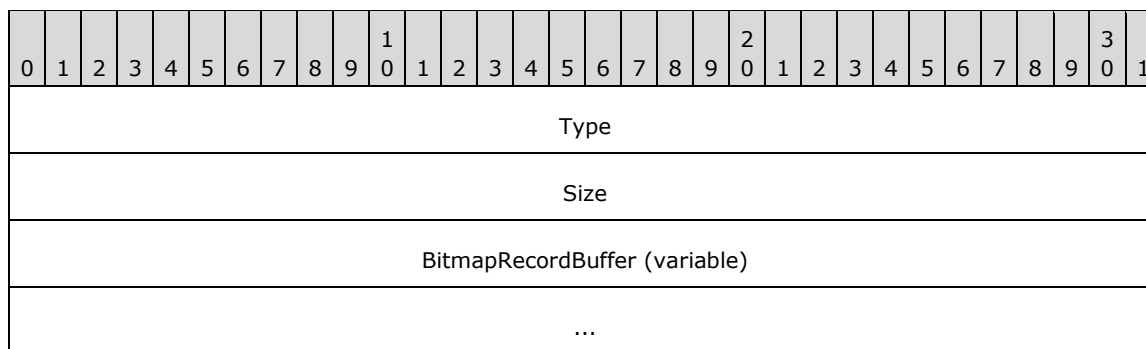 1 2 3
0 1 2 3 4 5 6 7 8 9 0 1 2 3 4 5 6 7 8 9 0 1 2 3 4 5 6 7 8 9 0 1
Type
Size
BitmapRecordBuffer (variable)
...